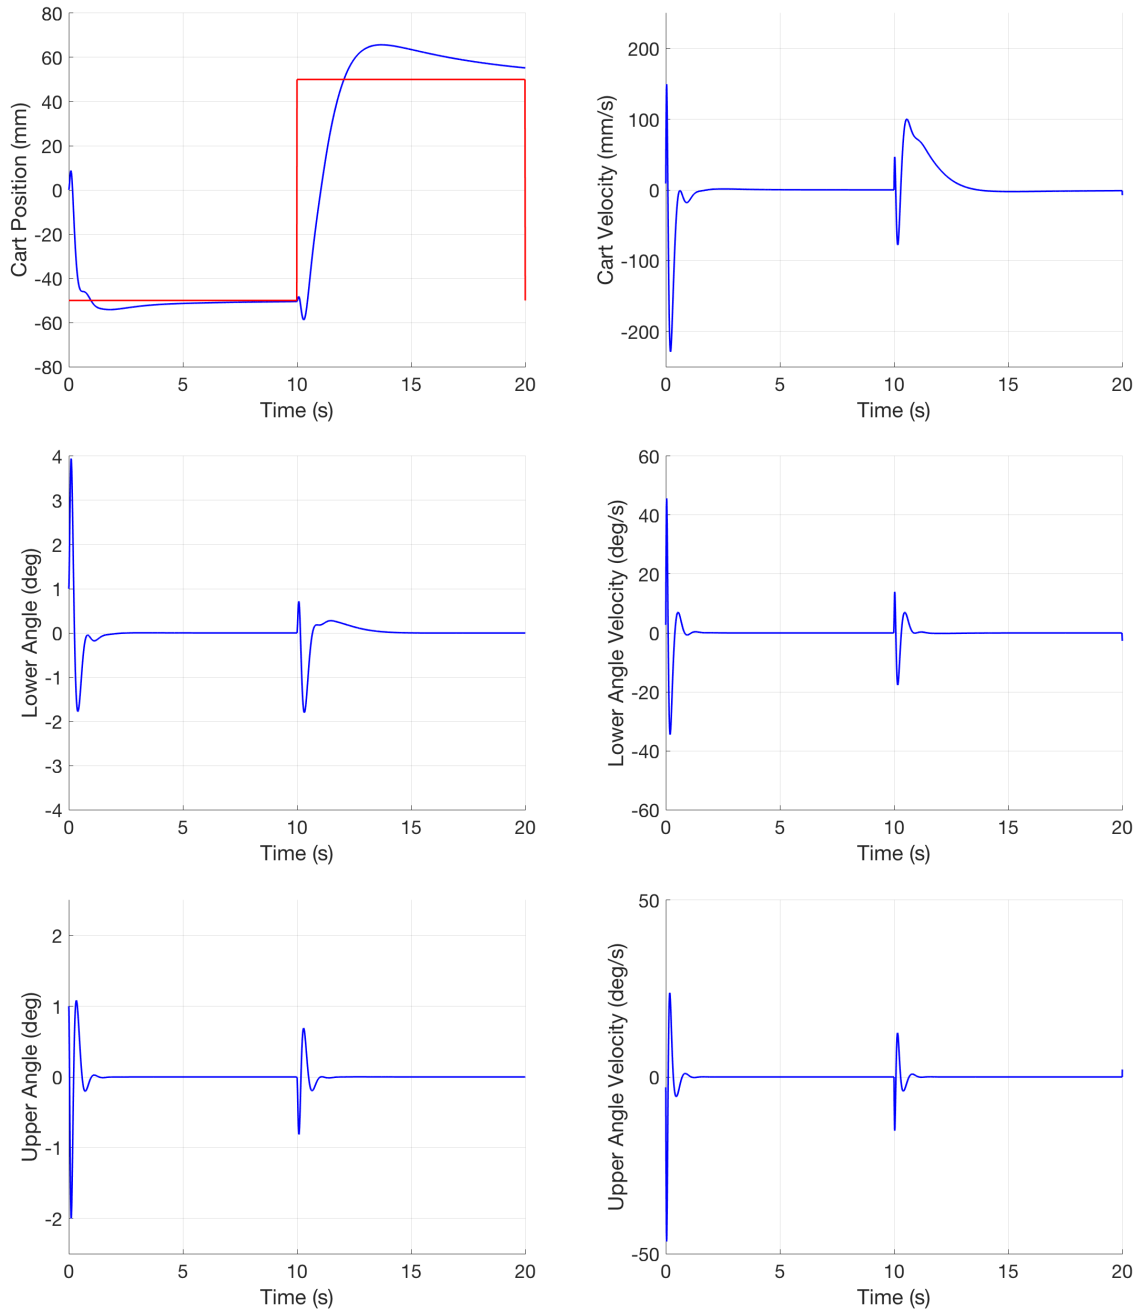 80
60
40
20
0
-20
-40
-60
-80
Cart Position (mm)
0 5 10 15 20
Time (s)
200
100
0
-100
-200
Cart Velocity (mm/s)
0 5 10 15 20
Time (s)
4
3
2
1
0
-1
-2
-3
-4
Lower Angle (deg)
0 5 10 15 20
Time (s)
60
40
20
0
-20
-40
-60
Lower Angle Velocity (deg/s)
0 5 10 15 20
Time (s)
2
1
0
-1
-2
Upper Angle (deg)
0 5 10 15 20
Time (s)
50
0
-50
Upper Angle Velocity (deg/s)
0 5 10 15 20
Time (s)